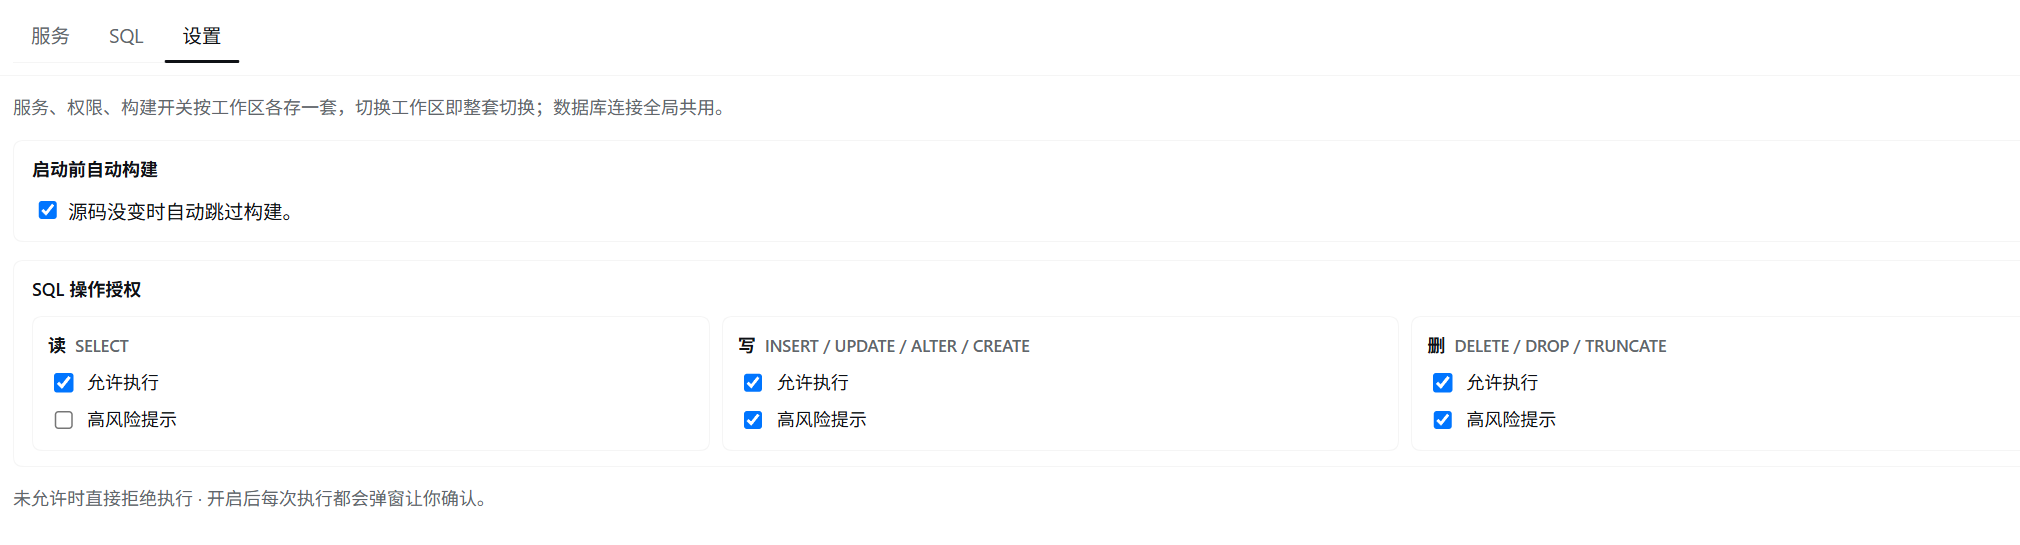 服务 SQL 设置
服务、权限、构建开关按工作区各存一套，切换工作区即整套切换；数据库连接全局共用。
启动前自动构建
源码没变时自动跳过构建。
SQL 操作授权
读 SELECT
允许执行
高风险提示
写 INSERT / UPDATE / ALTER / CREATE
允许执行
高风险提示
删 DELETE / DROP / TRUNCATE
允许执行
高风险提示
未允许时直接拒绝执行 · 开启后每次执行都会弹窗让你确认。